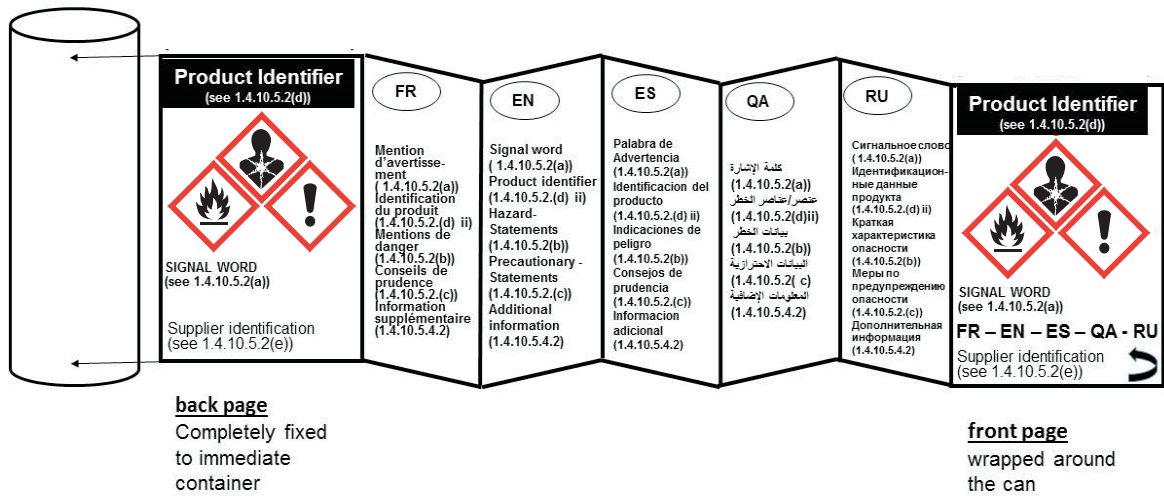 Product Identifier
(see 1.4.10.5.2(d))
SIGNAL WORD
(see 1.4.10.5.2(a))
Supplier identification
(see 1.4.10.5.2(e))
FR
Mention
d'avertisse-
ment
( 1.4.10.5.2(a))
Identification
du produit
(1.4.10.5.2.(d  ii)
Mentions de
danger
(1.4.10.5.2(b))
Conseils de
prudence
(1.4.10.5.2.(c))
Information
supplémentaire
(1.4.10.5.4.2)
EN
Signal word
( 1.4.10.5.2(a))
Product identifier
(1.4.10.5.2.(d  ii)
Hazard-
Statements
(1.4.10.5.2(b))
Precautionary -
Statements
(1.4.10.5.2.(c))
Additional
information
(1.4.10.5.4.2)
ES
Palabra de
Advertencia
(1.4.10.5.2(a))
Identificacion del
producto
(1.4.10.5.2.(d) ii)
Indicaciones de
peligro
(1.4.10.5.2(b))
Consejos de
prudencia
(1.4.10.5.2.(c))
Informacion
adicional
(1.4.10.5.4.2)
QA
كلمة الإشارة
(1.4.10.5.2(a))
عنصر/عناصر الخطر
(1.4.10.5.2(d)ii)
بيانات الخطر
(1.4.10.5.2(b))
البيانات الاحترازية
(1.4.10.5.2( c)
المعلومات الإضافية
(1.4.10.5.4.2)
RU
Сигнальное слово
( 1.4.10.5.2(a))
Идентификацион-
ные данные
продукта
(1.4.10.5.2.(d) ii)
Краткая
характеристика
опасности
(1.4.10.5.2(b))
Меры по
предупреждению
опасности
(1.4.10.5.2.(c))
Дополнительная
информация
(1.4.10.5.4.2)
Product Identifier
(see 1.4.10.5.2(d))
SIGNAL WORD
(see 1.4.10.5.2(a))
FR – EN – ES – QA - RU
Supplier identification
(see 1.4.10.5.2(e))
back page
Completely fixed
to immediate
container
front page
wrapped around
the can